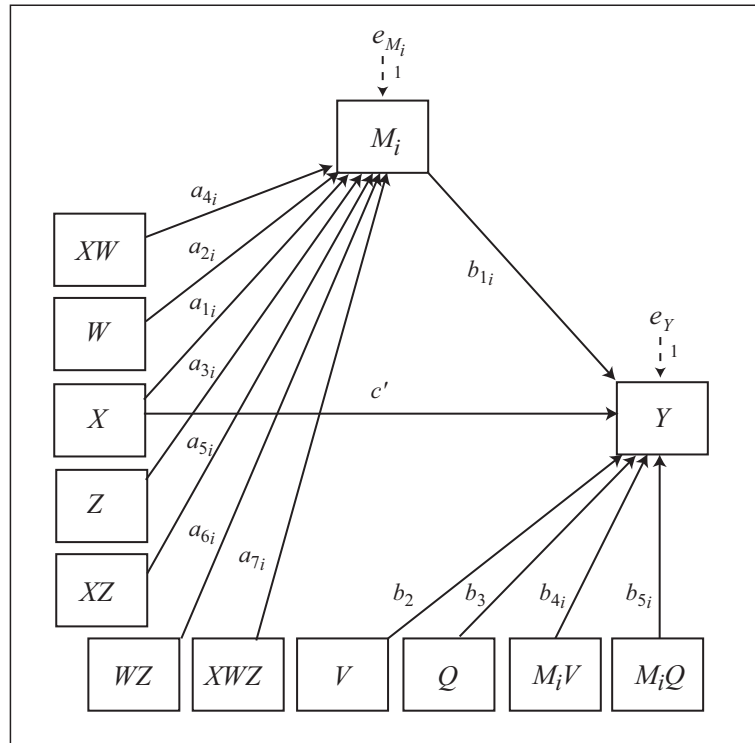 e_{M_i}
1
M_i
a_{4i}
XW
a_{2i}
b_{1i}
W
a_{1i}
e_Y
1
a_{3i}
X
c′
Y
a_{5i}
Z
a_{6i}
a_{7i}
XZ
b_2
b_3
b_{4i}
b_{5i}
WZ
XWZ
V
Q
M_iV
M_iQ